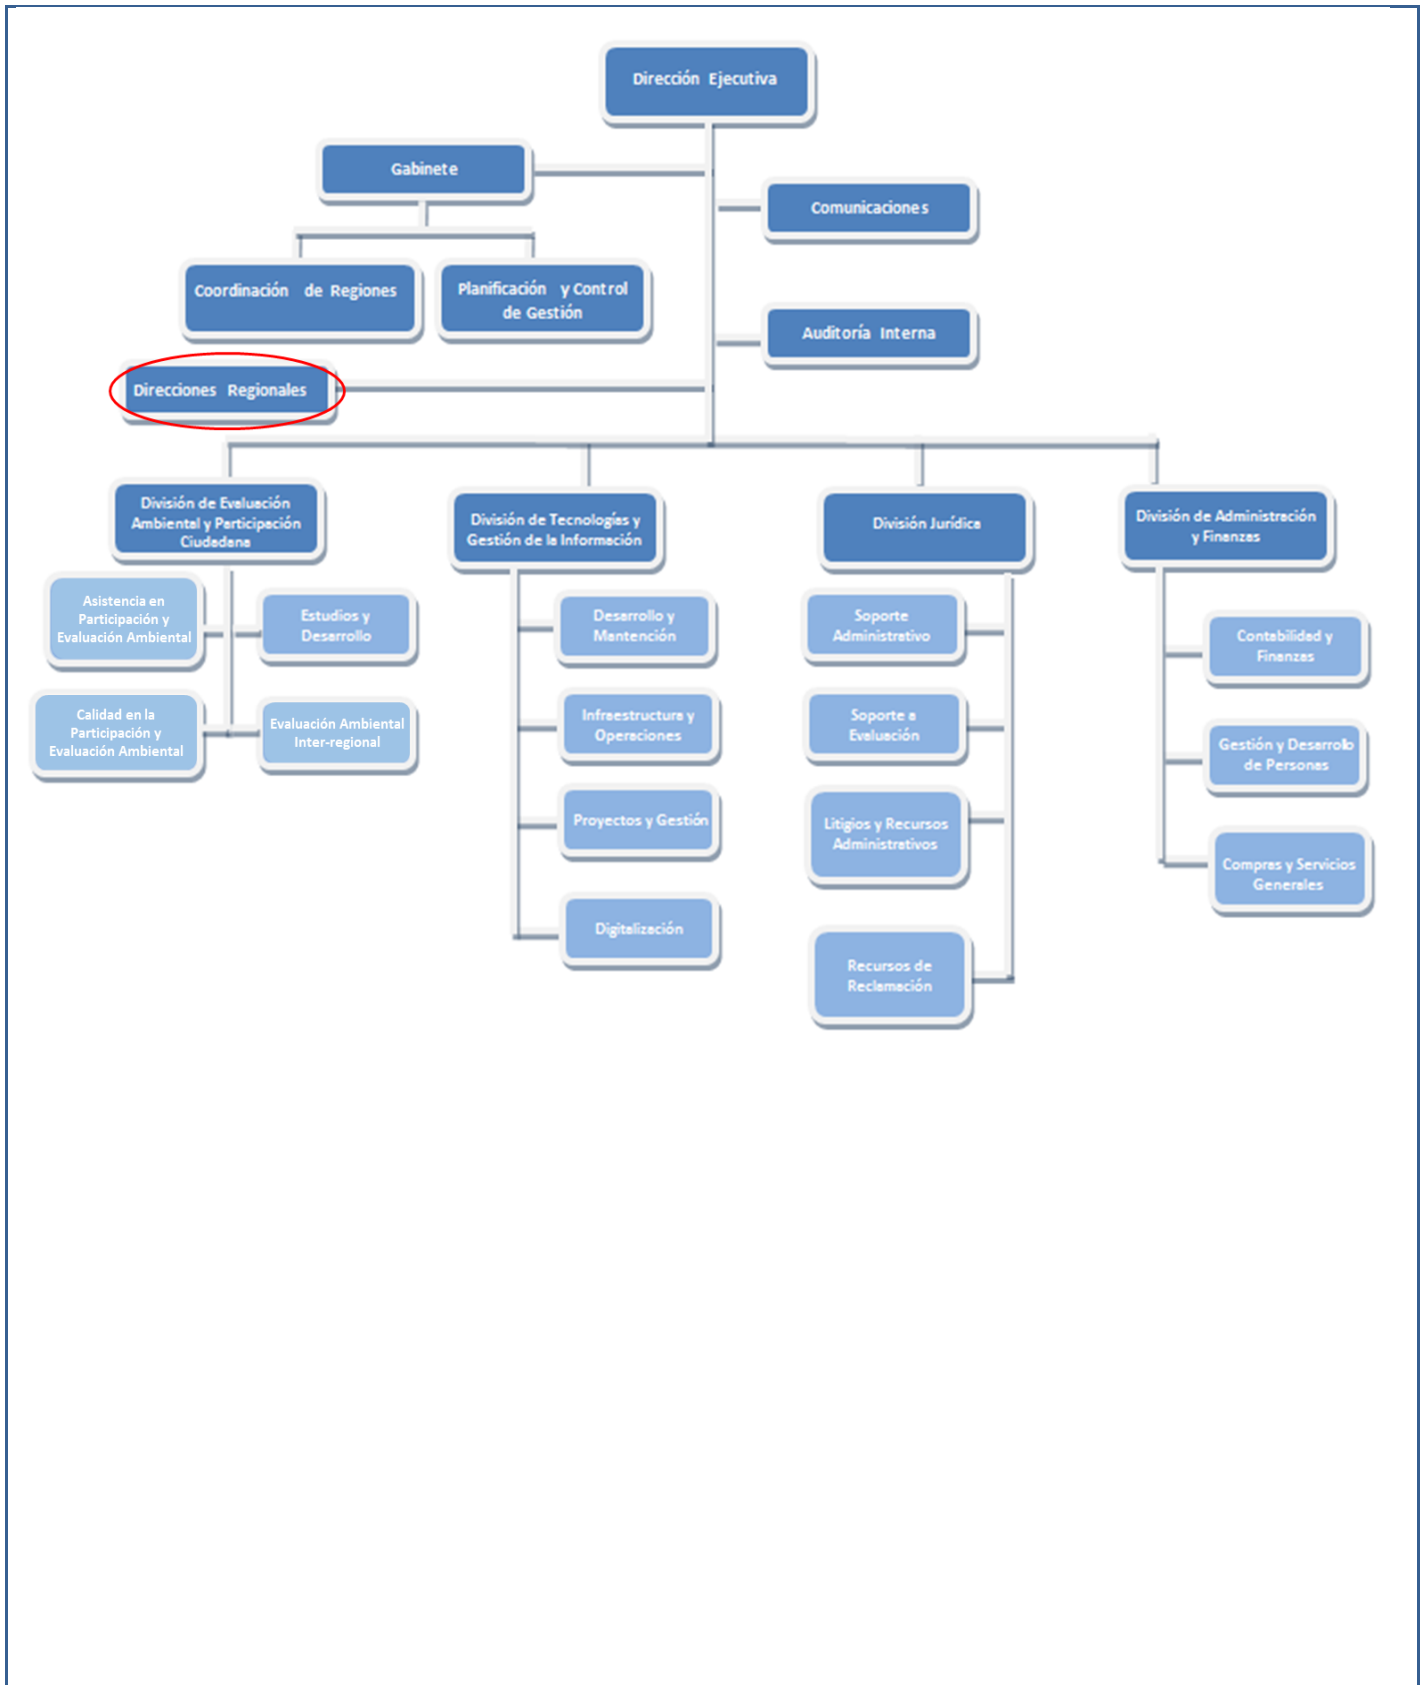 Dirección Ejecutiva
Gabinete
Comunicaciones
Coordinación de Regiones
Planificación y Control
de Gestión
Auditoría Interna
Direcciones Regionales
División de Evaluación
Ambiental y Participación
Ciudadana
División de Tecnologías y
Gestión de la Información
División Jurídica
División de Administración
y Finanzas
Asistencia en
Participación y
Evaluación Ambiental
Estudios y
Desarrollo
Calidad en la
Participación y
Evaluación Ambiental
Evaluación Ambiental
Inter-regional
Desarrollo y
Mantención
Infraestructura y
Operaciones
Proyectos y Gestión
Digitalización
Soporte
Administrativo
Soporte a
Evaluación
Litigios y Recursos
Administrativos
Recursos de
Reclamación
Contabilidad y
Finanzas
Gestión y Desarrollo
de Personas
Compras y Servicios
Generales